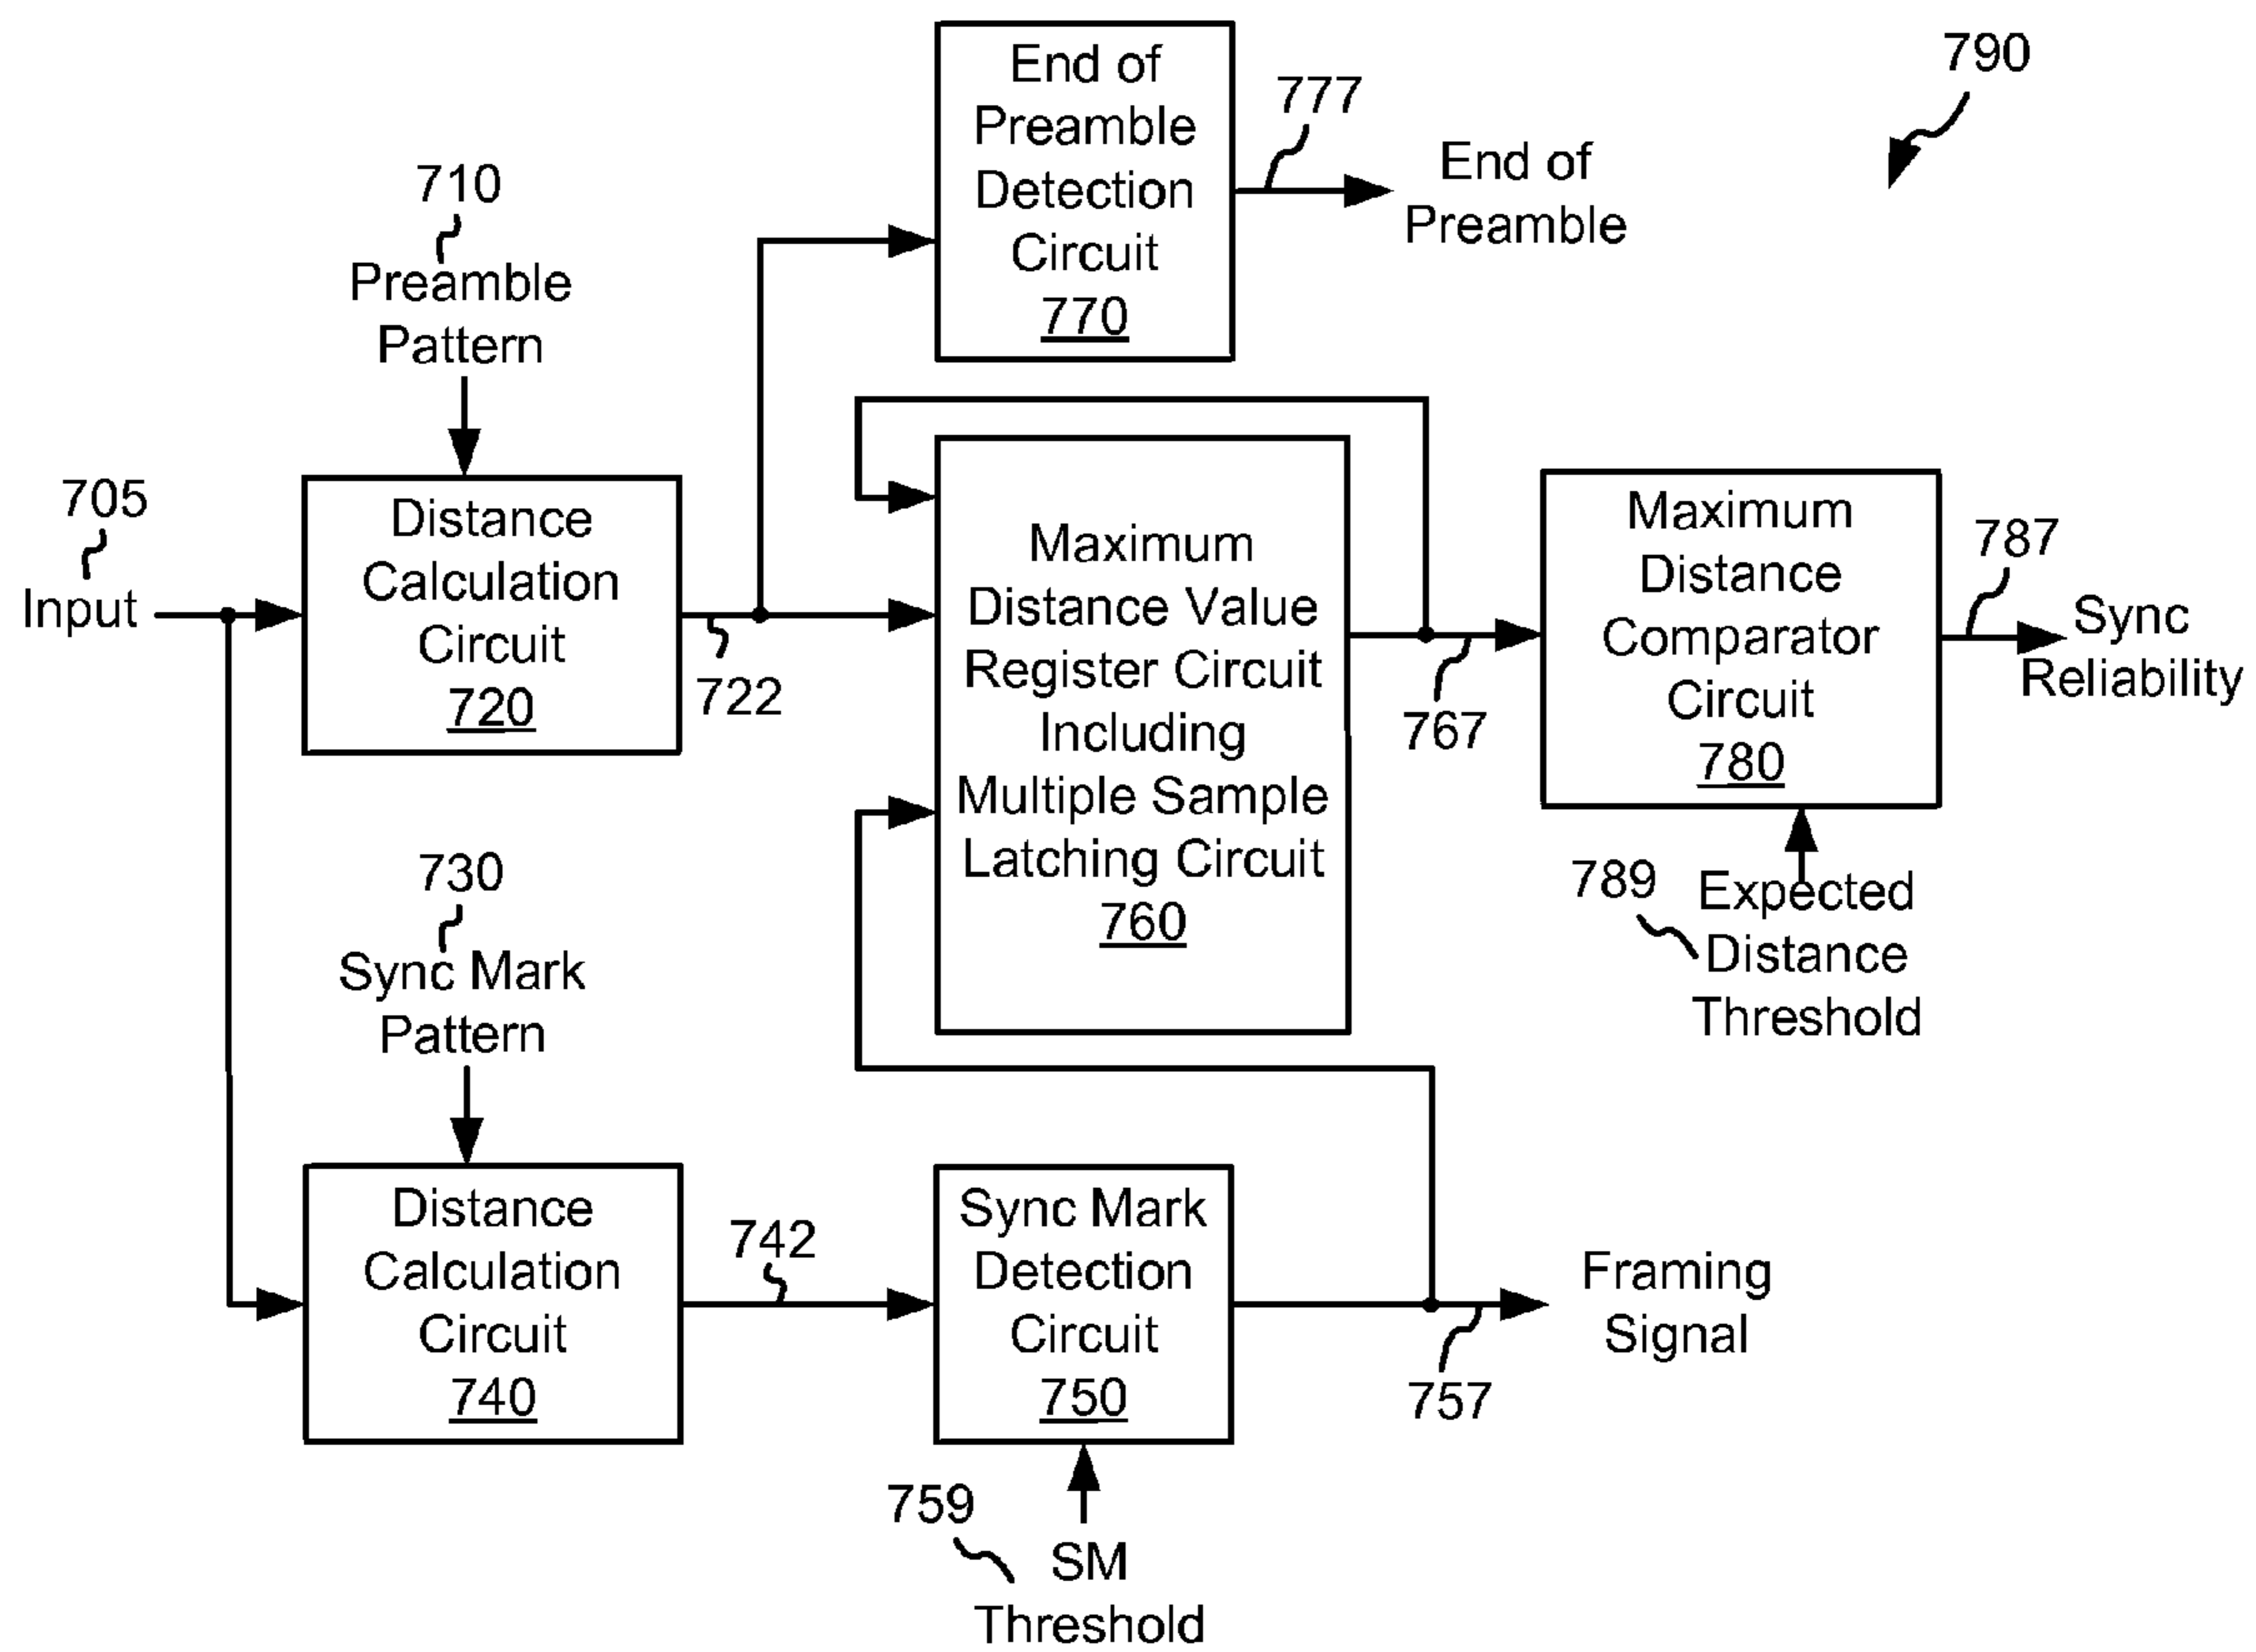 790
End of
Preamble
Detection
Circuit
770
777
End of
Preamble
710
Preamble
Pattern
705
Input
Distance
Calculation
Circuit
720
722
Maximum
Distance Value
Register Circuit
Including
Multiple Sample
Latching Circuit
760
767
Maximum
Distance
Comparator
Circuit
780
787
Sync
Reliability
789
Expected
Distance
Threshold
730
Sync Mark
Pattern
Distance
Calculation
Circuit
740
742
Sync Mark
Detection
Circuit
750
757
Framing
Signal
759
SM
Threshold